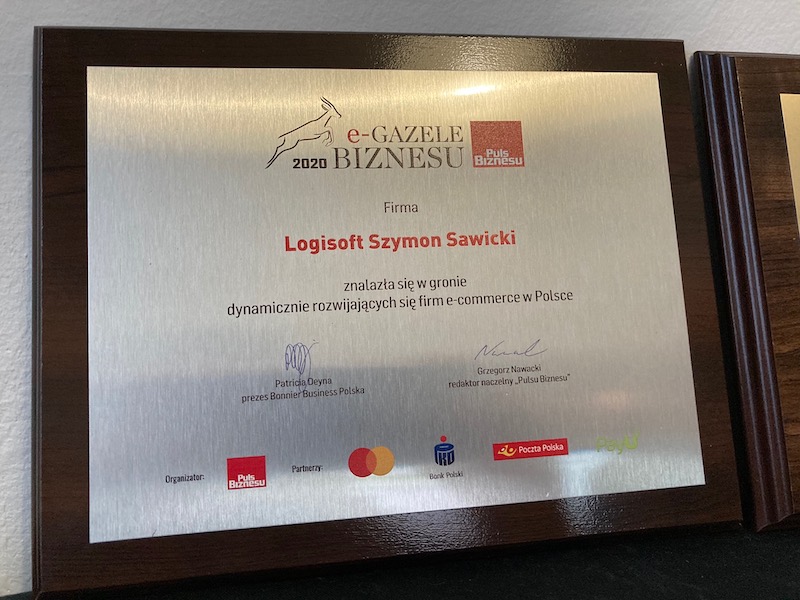 e-GAZELE
2020 BIZNESU
Puls
Biznesu
Firma
Logisoft Szymon Sawicki
znalazła się w gronie
dynamicznie rozwijających się firm e-commerce w Polsce
Patricia Deyna
prezes Bonnier Business Polska
Grzegorz Nawacki
redaktor naczelny „Pulsu Biznesu"
Organizator:
Puls
Biznesu
Partnerzy:
Bank Polski
Poczta Polska
PayU